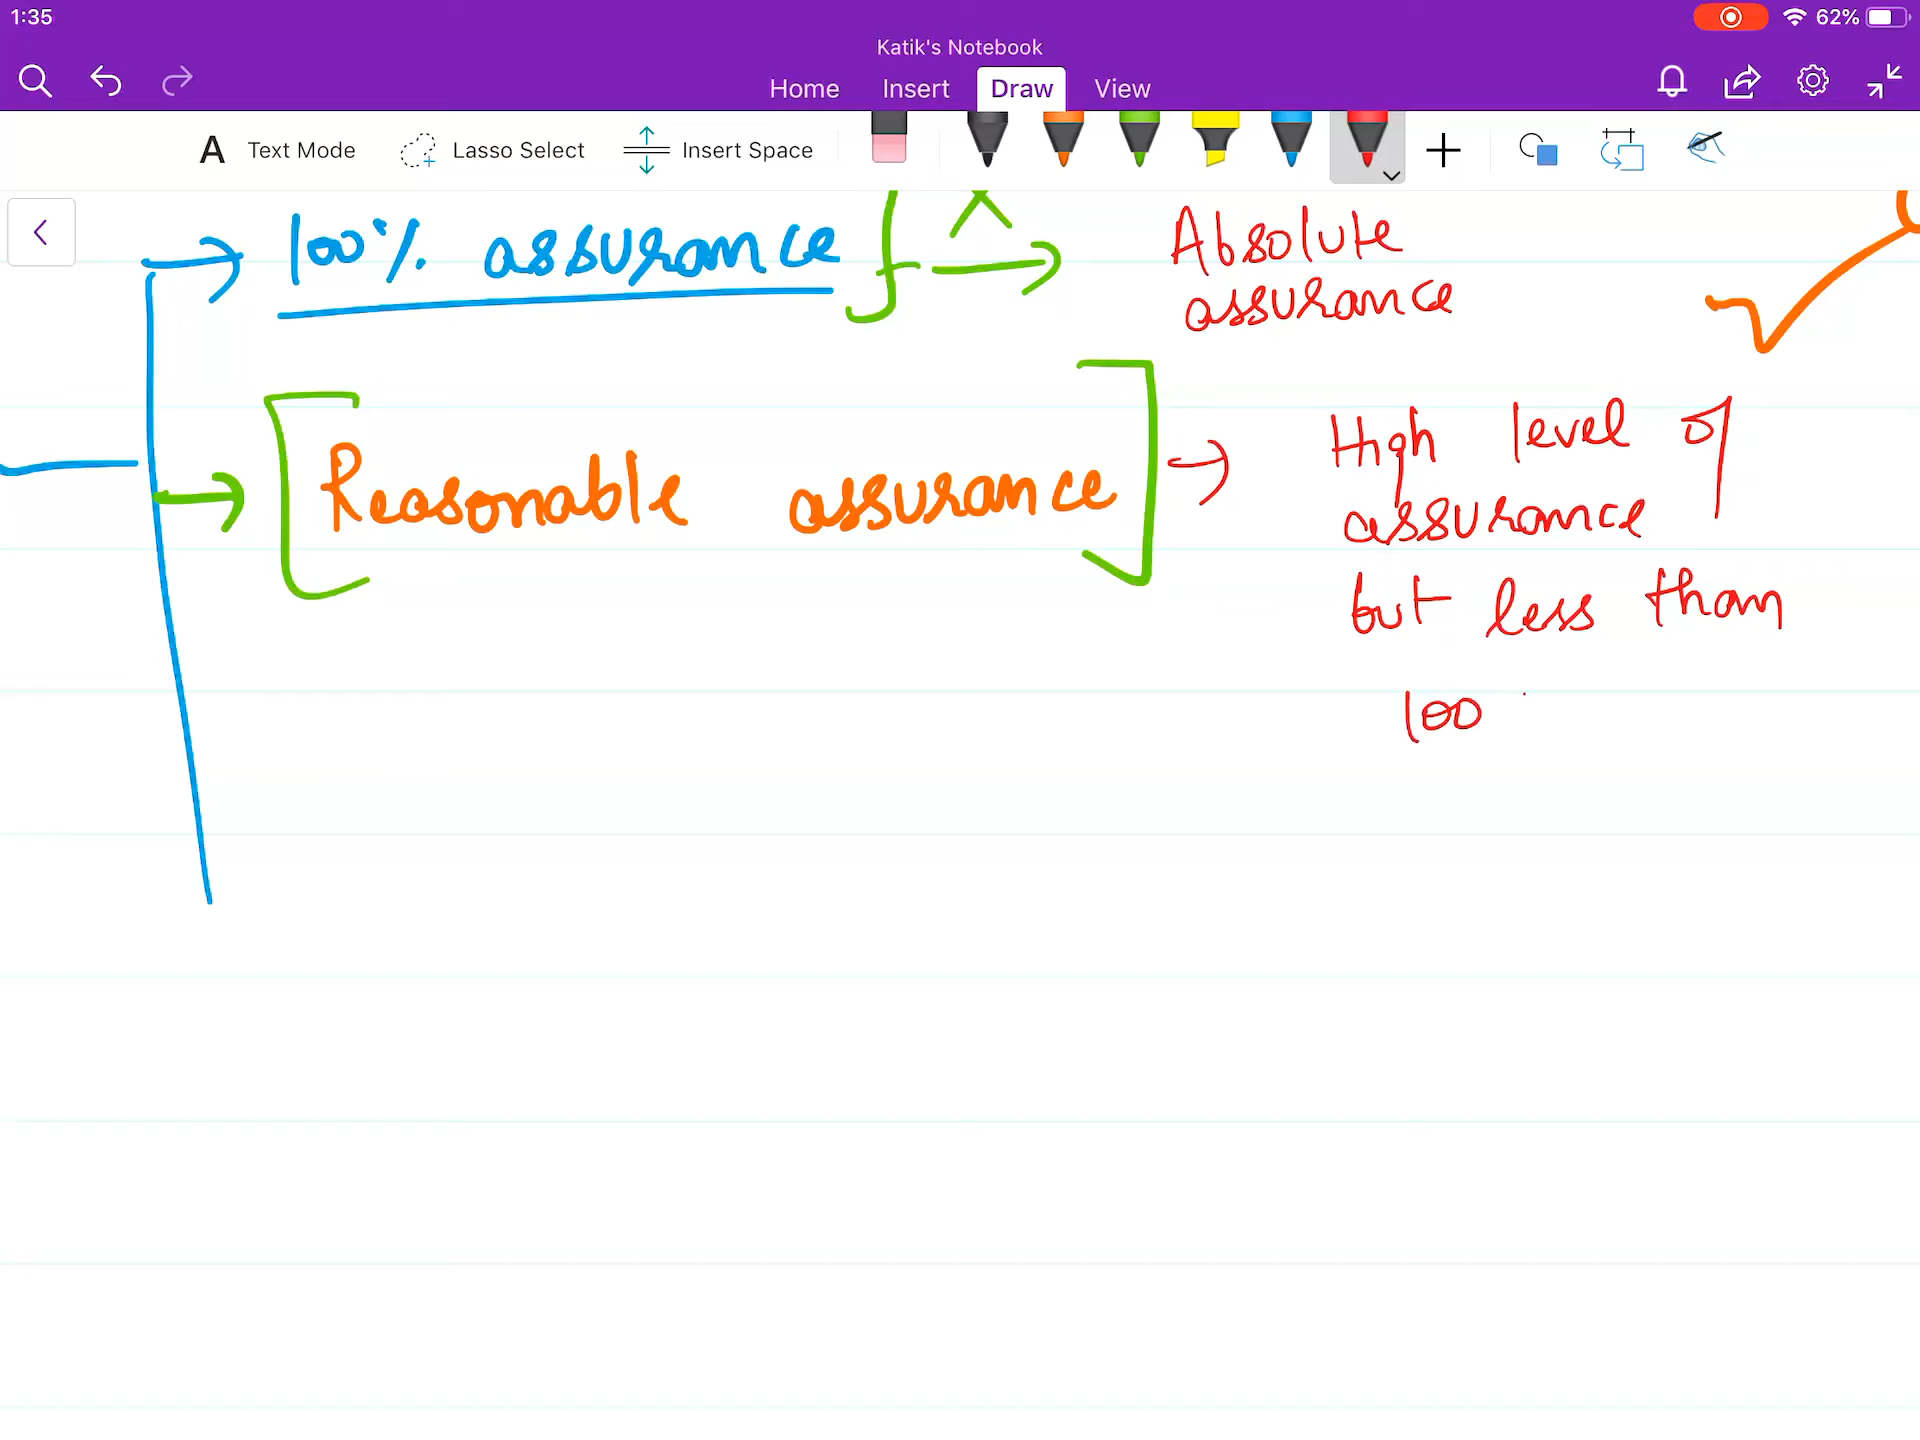 1:35
62%
Katik's Notebook
Home Insert Draw View
A Text Mode Lasso Select Insert Space
100% assurance
Absolute
assurance
Reasonable assurance
High level of
assurance
but less than
100